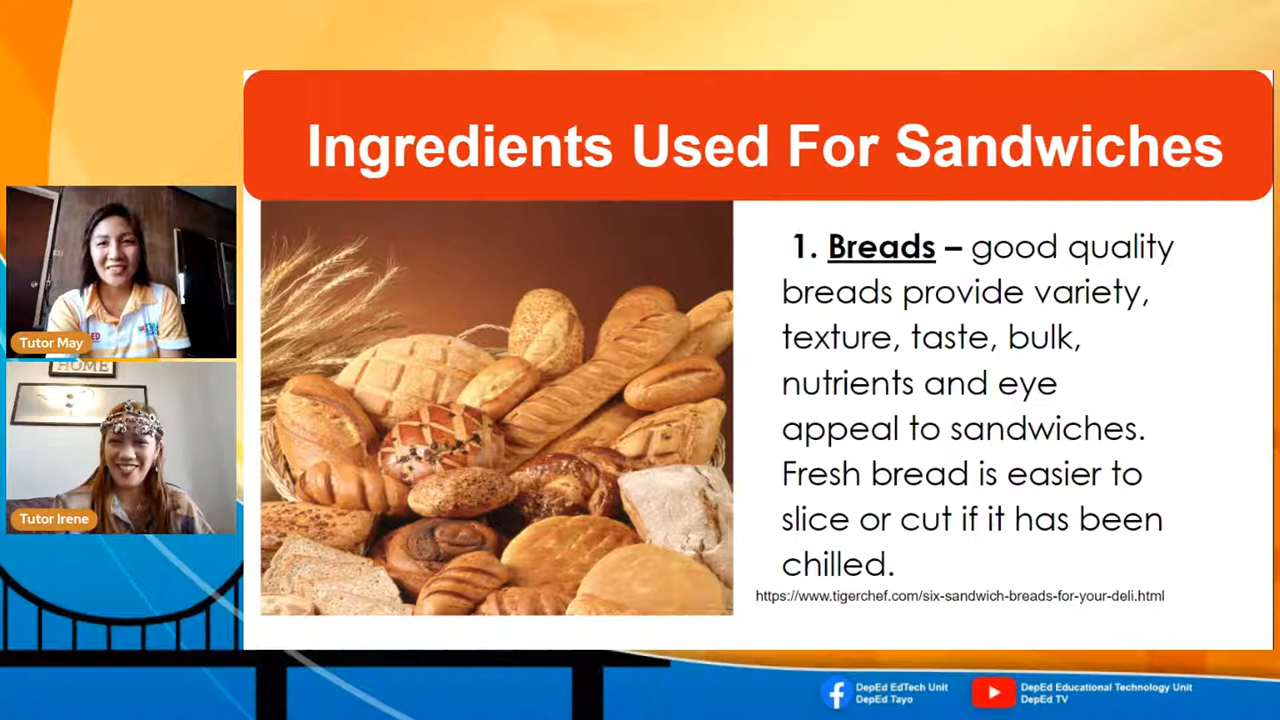 Ingredients Used For Sandwiches
1. Breads – good quality
breads provide variety,
texture, taste, bulk,
nutrients and eye
appeal to sandwiches.
Fresh bread is easier to
slice or cut if it has been
chilled.
https://www.tigerchef.com/six-sandwich-breads-for-your-deli.html
Tutor May
HOME
Tutor Irene
DepEd EdTech Unit
DepEd Tayo
DepEd Educational Technology Unit
DepEd TV